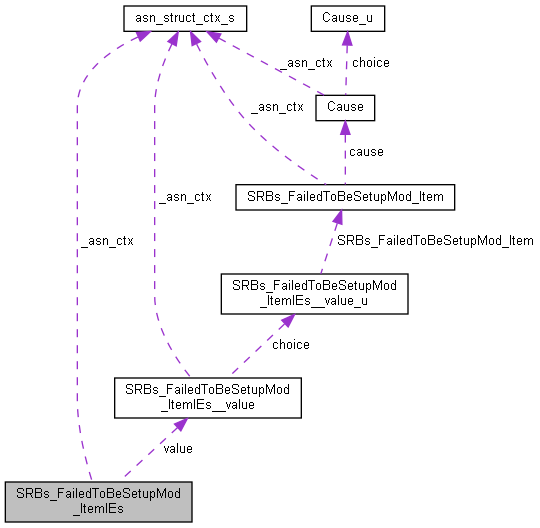 asn_struct_ctx_s
Cause_u
_asn_ctx
choice
Cause
_asn_ctx
cause
_asn_ctx
SRBs_FailedToBeSetupMod_Item
_asn_ctx
SRBs_FailedToBeSetupMod_Item
SRBs_FailedToBeSetupMod
_ItemIEs__value_u
choice
SRBs_FailedToBeSetupMod
_ItemIEs__value
value
SRBs_FailedToBeSetupMod
_ItemIEs